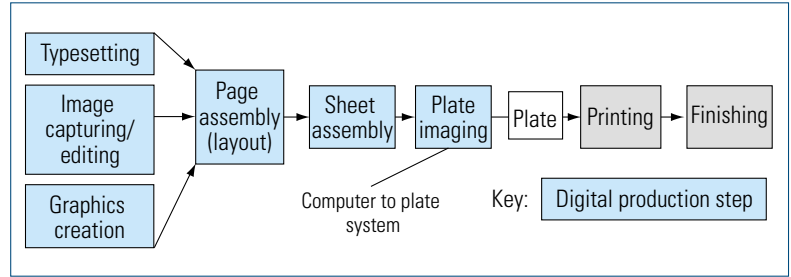 Typesetting
Image
capturing/
editing
Graphics
creation
Page
assembly
(layout)
Sheet
assembly
Plate
imaging
Plate
Printing
Finishing
Computer to plate
system
Key:
Digital production step